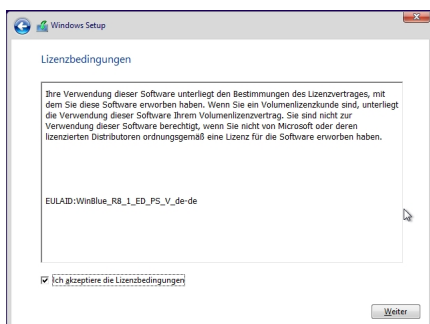 Windows Setup
Lizenzbedingungen
Ihre Verwendung dieser Software unterliegt den Bestimmungen des Lizenzvertrages, mit
dem Sie diese Software erworben haben. Wenn Sie ein Volumenlizenzkunde sind, unterliegt
die Verwendung dieser Software Ihrem Volumenlizenzvertrag. Sie sind nicht zur
Verwendung dieser Software berechtigt, wenn Sie nicht von Microsoft oder deren
lizenzierten Distributoren ordnungsgemäß eine Lizenz für die Software erworben haben.
EULAID:WinBlue_R8_1_ED_PS_V_de-de
Ich akzeptiere die Lizenzbedingungen
Weiter